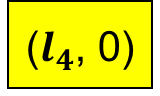 (l₄, 0)